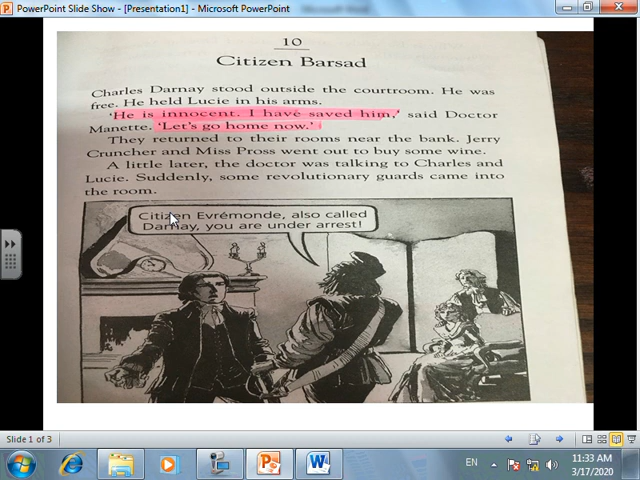 PowerPoint Slide Show - [Presentation1] - Microsoft PowerPoint
10
Citizen Barsad
Charles Darnay stood outside the courtroom. He was
free. He held Lucie in his arms.
'He is innocent. I have saved him,' said Doctor
Manette. 'Let's go home now.'
They returned to their rooms near the bank. Jerry
Cruncher and Miss Pross went out to buy some wine.
A little later, the doctor was talking to Charles and
Lucie. Suddenly, some revolutionary guards came into
the room.
Citizen Evrémonde, also called
Darnay, you are under arrest!
Slide 1 of 3
EN
11:33 AM
3/17/2020